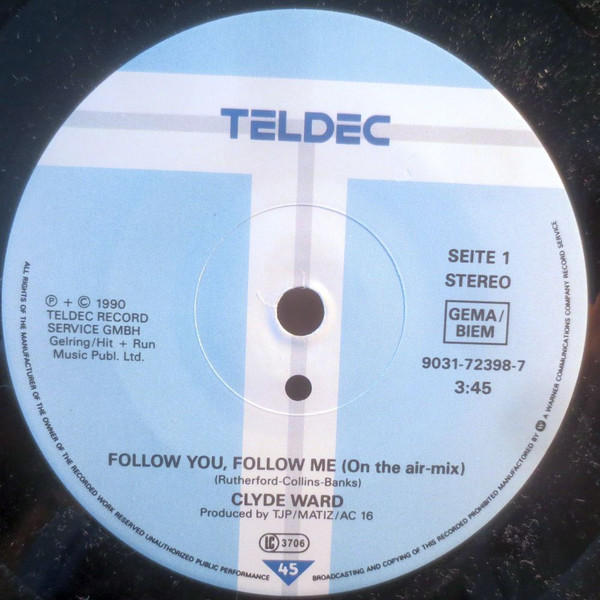 TELDEC
SEITE 1
STEREO
GEMA/
BIEM
9031-72398-7
3:45
Ⓟ + © 1990
TELDEC RECORD
SERVICE GMBH
Gelring/Hit + Run
Music Publ. Ltd.
FOLLOW YOU, FOLLOW ME (On the air-mix)
(Rutherford-Collins-Banks)
CLYDE WARD
Produced by TJP/MATIZ/AC 16
LC 3706
45
ALL RIGHTS OF THE MANUFACTURER OF THE OWNER OF THE RECORDED WORK RESERVED UNAUTHORIZED PUBLIC PERFORMANCE BROADCASTING AND COPYING OF THIS RECORD PROHIBITED MANUFACTURED BY W A WARNER COMMUNICATIONS COMPANY RECORD SERVICE